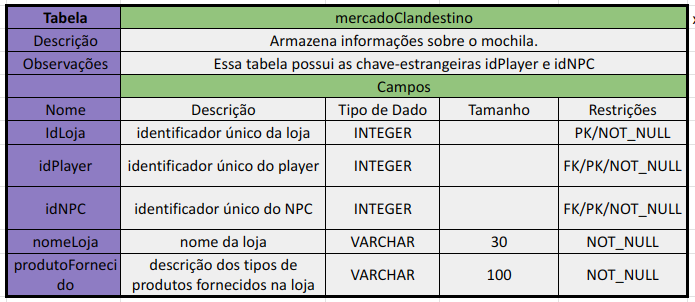 Tabela mercadoClandestino
Descrição Armazena informações sobre o mochila.
Observações Essa tabela possui as chave-estrangeiras idPlayer e idNPC
Campos
Nome Descrição Tipo de Dado Tamanho Restrições
IdLoja identificador único da loja INTEGER PK/NOT_NULL
idPlayer identificador único do player INTEGER FK/PK/NOT_NULL
idNPC identificador único do NPC INTEGER FK/PK/NOT_NULL
nomeLoja nome da loja VARCHAR 30 NOT_NULL
produtoForneci
do
descrição dos tipos de
produtos fornecidos na loja
VARCHAR 100 NOT_NULL